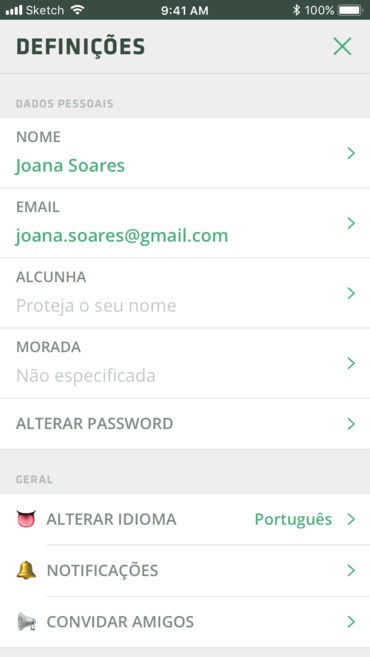 Sketch 9:41 AM 100%
DEFINIÇÕES
DADOS PESSOAIS
NOME
Joana Soares
EMAIL
joana.soares@gmail.com
ALCUNHA
Proteja o seu nome
MORADA
Não especificada
ALTERAR PASSWORD
GERAL
ALTERAR IDIOMA Português
NOTIFICAÇÕES
CONVIDAR AMIGOS